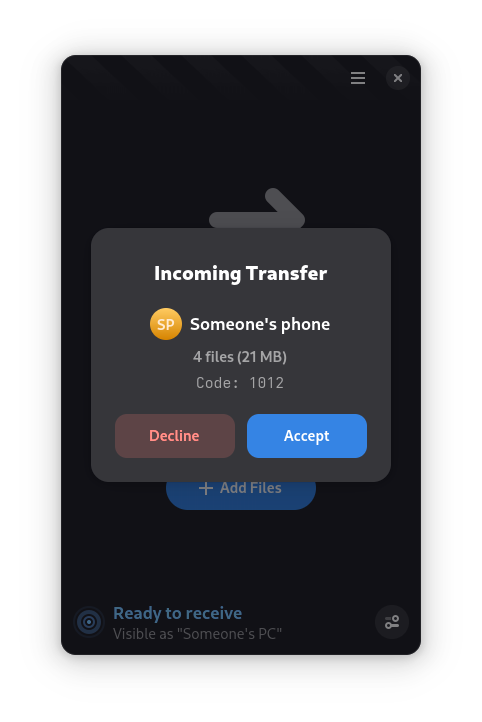 Incoming Transfer
SP
Someone's phone
4 files (21 MB)
Code: 1012
Decline
Accept
Add Files
Ready to receive
Visible as "Someone's PC"